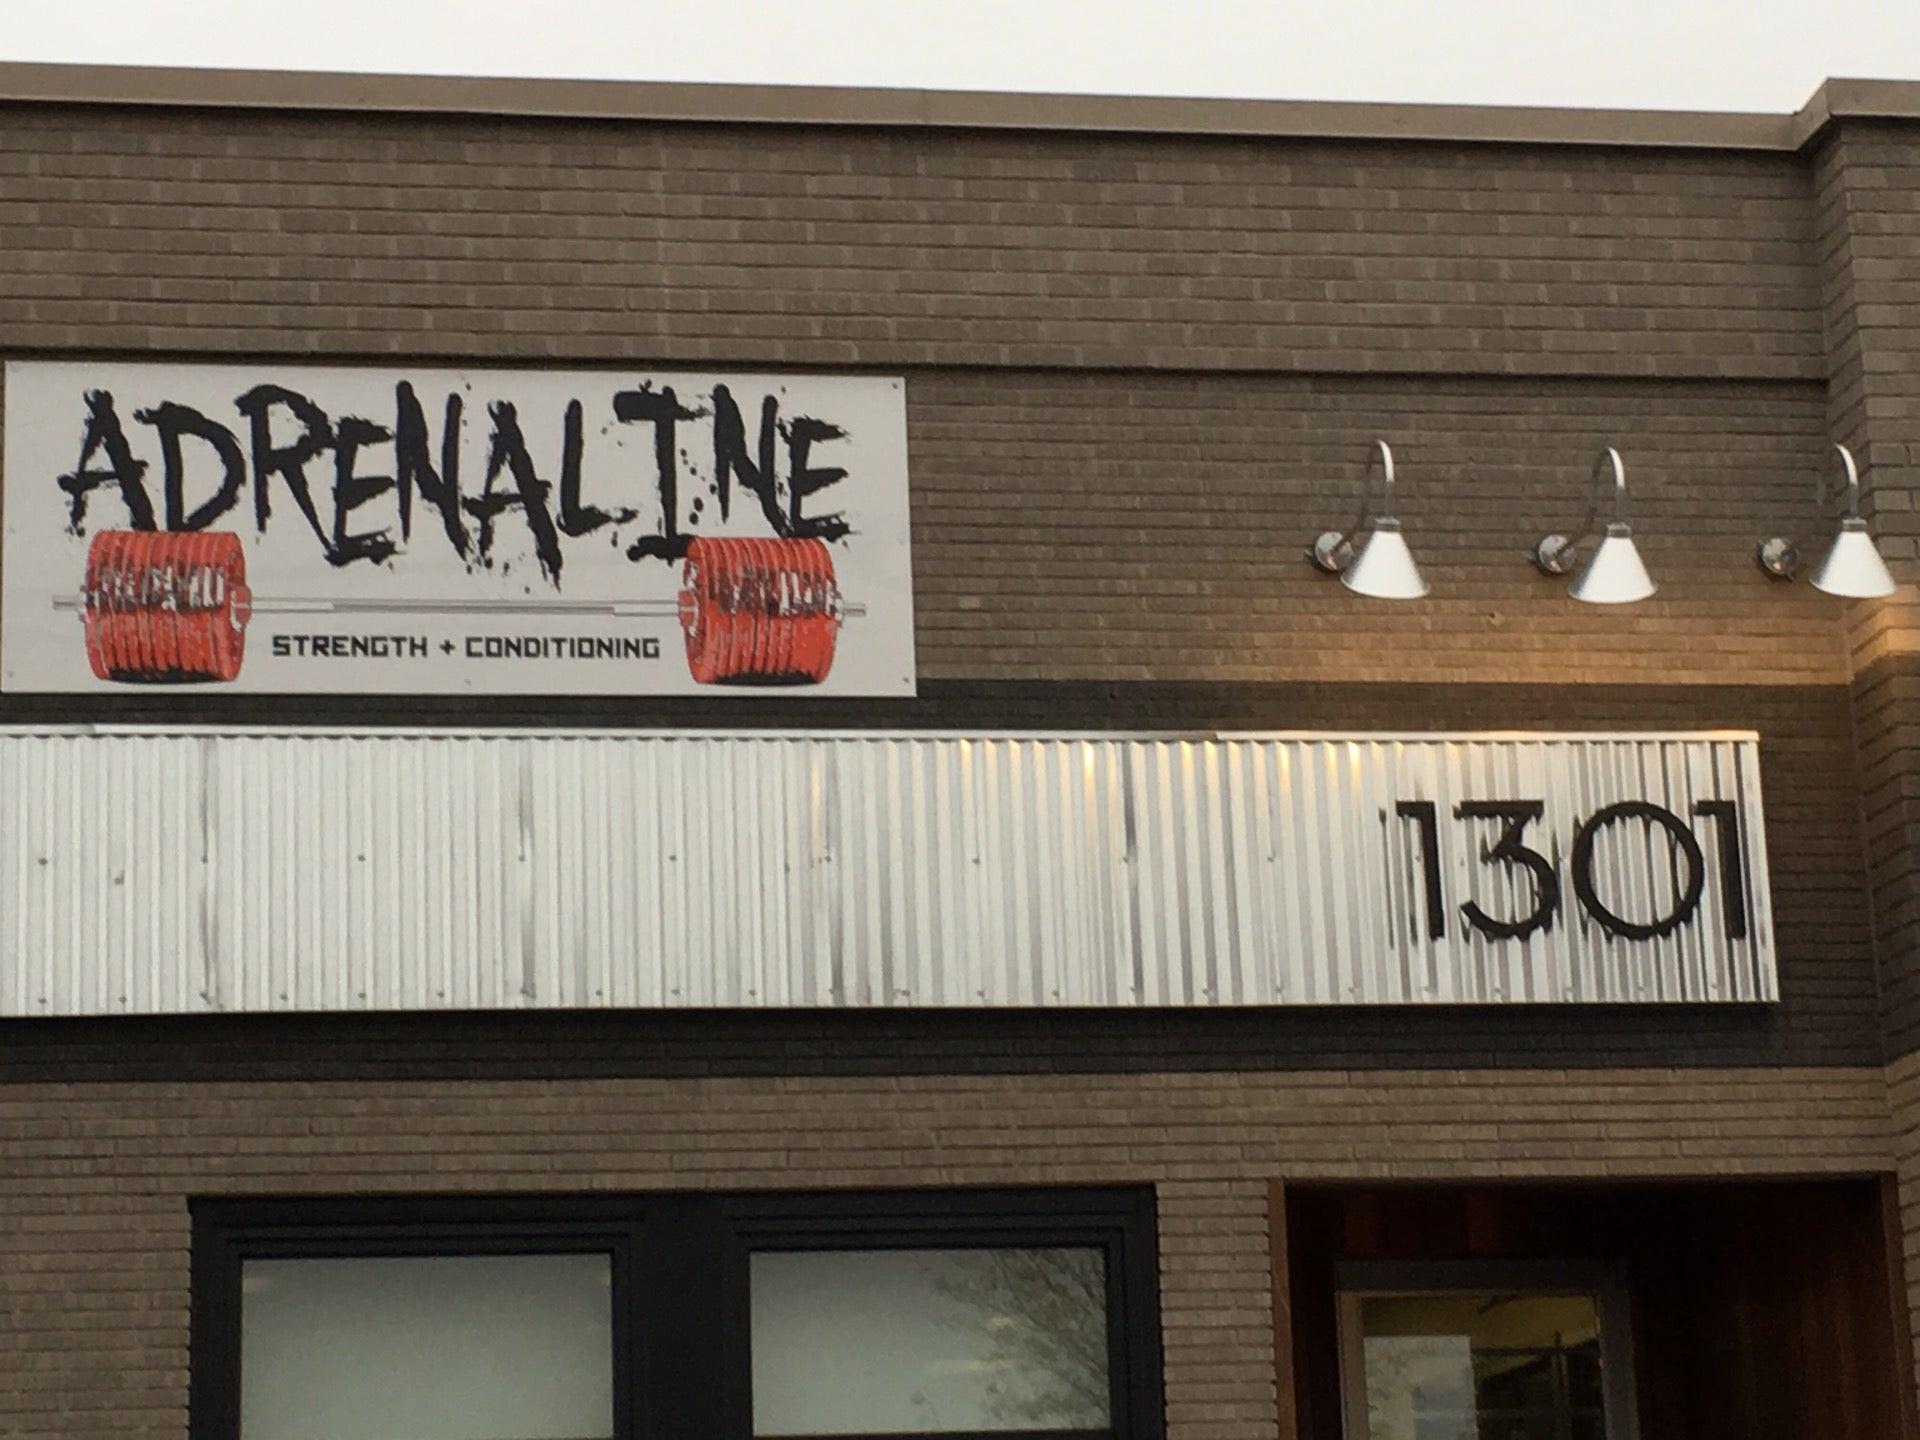 ADRENALINE
STRENGTH + CONDITIONING
1301